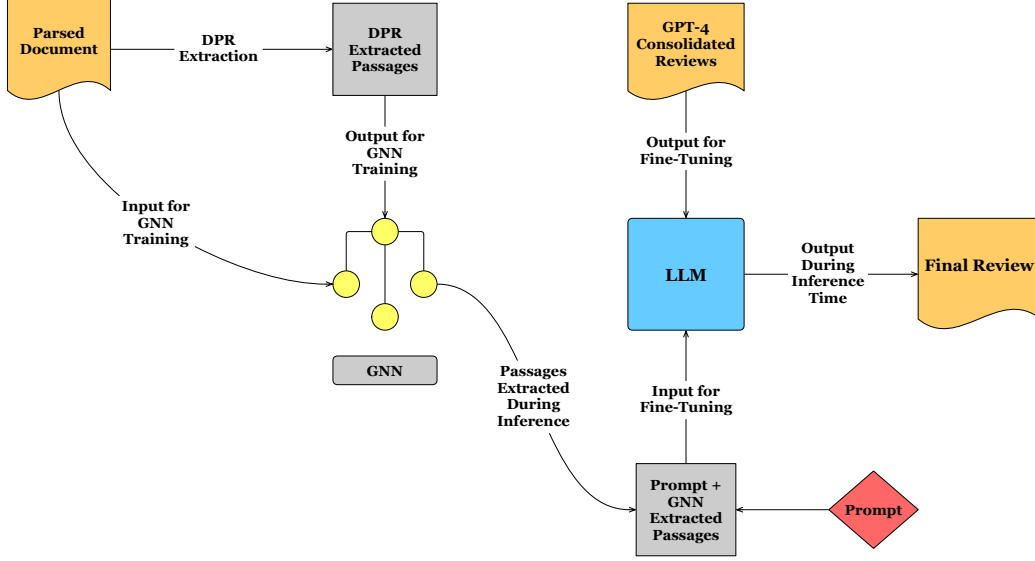 Parsed
Document
DPR
Extraction
DPR
Extracted
Passages
GPT-4
Consolidated
Reviews
Output for
GNN
Training
Output for
Fine-Tuning
Input for
GNN
Training
LLM
Output
During
Inference
Time
Final Review
GNN
Passages
Extracted
During
Inference
Input for
Fine-Tuning
Prompt +
GNN
Extracted
Passages
Prompt